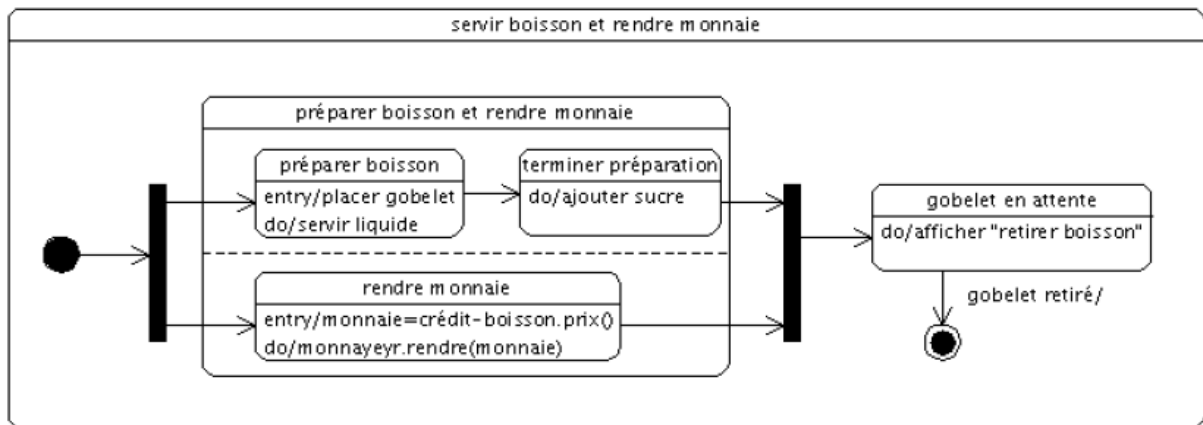 servir boisson et rendre monnaie
préparer boisson et rendre monnaie
préparer boisson
entry/placer gobelet
do/servir liquide
terminer préparation
do/ajouter sucre
rendre monnaie
entry/monnaie=crédit-boisson.prix()
do/monnayeyr.rendre(monnaie)
gobelet en attente
do/afficher "retirer boisson"
gobelet retiré/